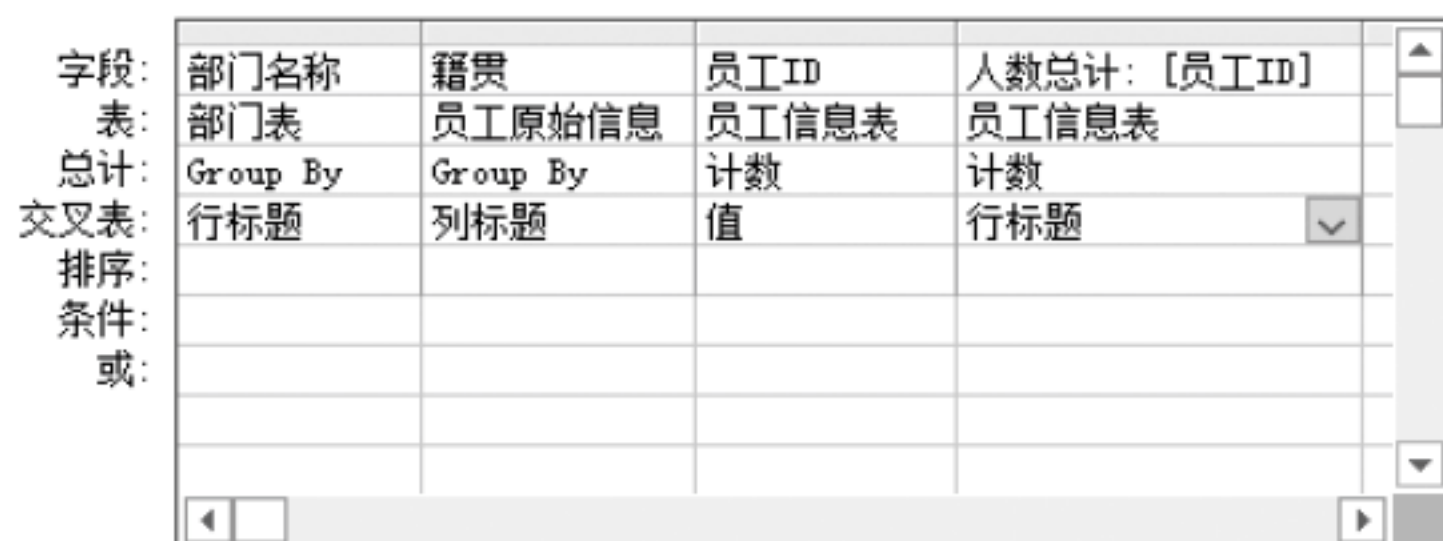 字段: 部门名称 籍贯 员工ID 人数总计: [员工ID]
表: 部门表 员工原始信息 员工信息表 员工信息表
总计: Group By Group By 计数 计数
交叉表: 行标题 列标题 值 行标题
排序:
条件:
或: